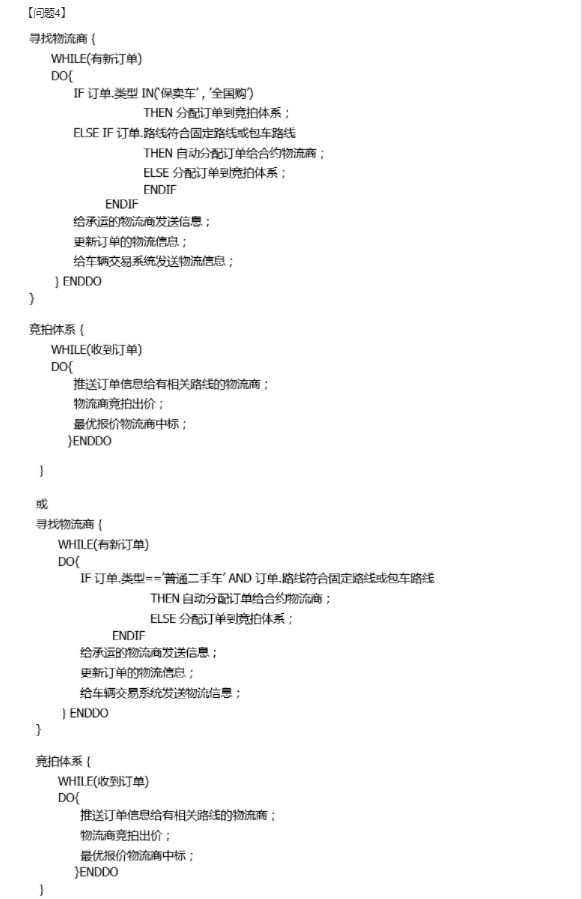 【问题4】
寻找物流商 {
WHILE(有新订单)
DO{
IF 订单.类型 IN('保卖车' , '全国购')
THEN 分配订单到竞拍体系；
ELSE IF 订单.路线符合固定路线或包车路线
THEN 自动分配订单给合约物流商；
ELSE 分配订单到竞拍体系；
ENDIF
ENDIF
给承运的物流商发送信息；
更新订单的物流信息；
给车辆交易系统发送物流信息；
} ENDDO
}
竞拍体系 {
WHILE(收到订单)
DO{
推送订单信息给有相关路线的物流商；
物流商竞拍出价；
最优报价物流商中标；
}ENDDO
}
或
寻找物流商 {
WHILE(有新订单)
DO{
IF 订单.类型=='普通二手车' AND 订单.路线符合固定路线或包车路线
THEN 自动分配订单给合约物流商；
ELSE 分配订单到竞拍体系；
ENDIF
给承运的物流商发送信息；
更新订单的物流信息；
给车辆交易系统发送物流信息；
} ENDDO
}
竞拍体系 {
WHILE(收到订单)
DO{
推送订单信息给有相关路线的物流商；
物流商竞拍出价；
最优报价物流商中标；
}ENDDO
}